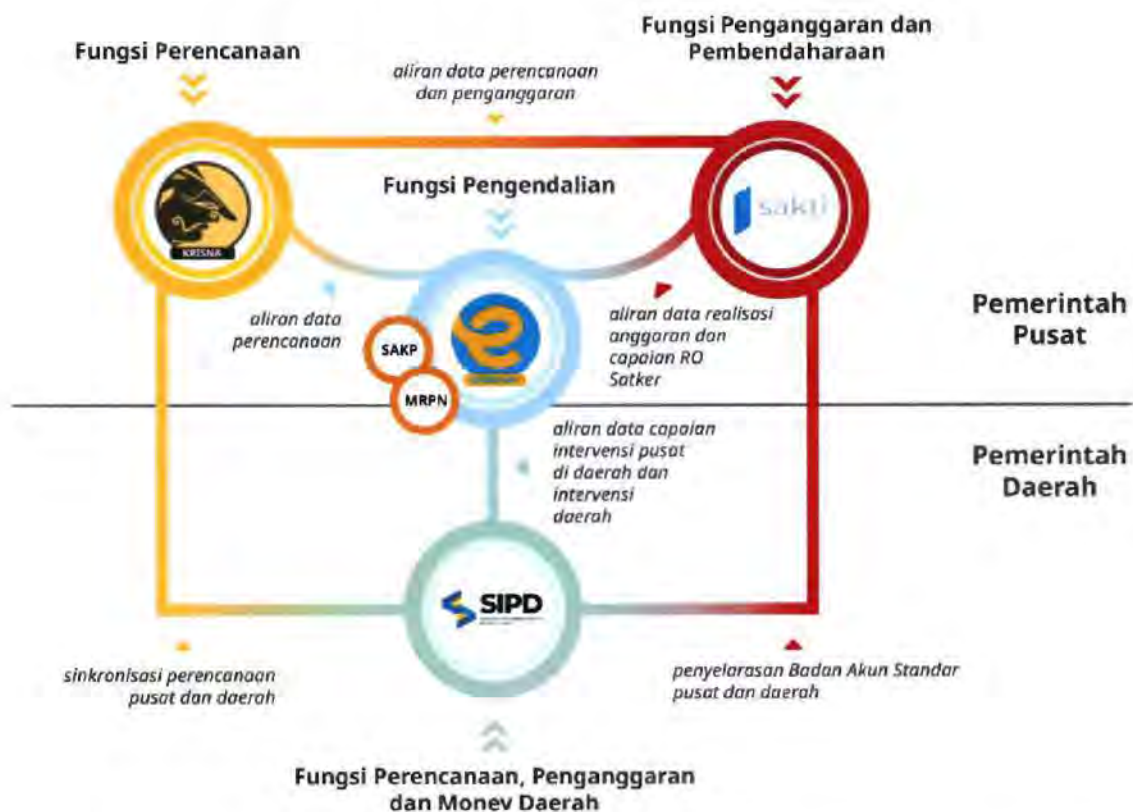 Fungsi Perencanaan
Fungsi Penganggaran dan
Pembendaharaan
aliran data perencanaan
dan penganggaran
Fungsi Pengendalian
KRISNA
sakti
aliran data
perencanaan
SAKP
MRPN
aliran data realisasi
anggaran dan
capaian RO
Satker
Pemerintah
Pusat
aliran data capaian
intervensi pusat
di daerah dan
intervensi
daerah
Pemerintah
Daerah
SIPD
sinkronisasi perencanaan
pusat dan daerah
penyelarasan Badan Akun Standar
pusat dan daerah
Fungsi Perencanaan, Penganggaran
dan Monev Daerah